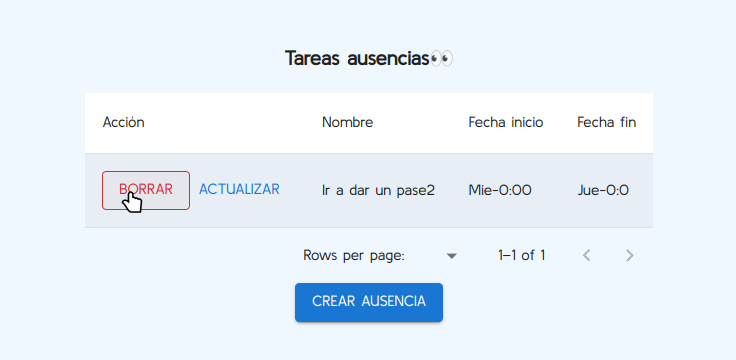 Tareas ausencias👀
Acción Nombre Fecha inicio Fecha fin
BORRAR ACTUALIZAR Ir a dar un pase2 Mie-0:00 Jue-0:0
Rows per page: 1–1 of 1
CREAR AUSENCIA